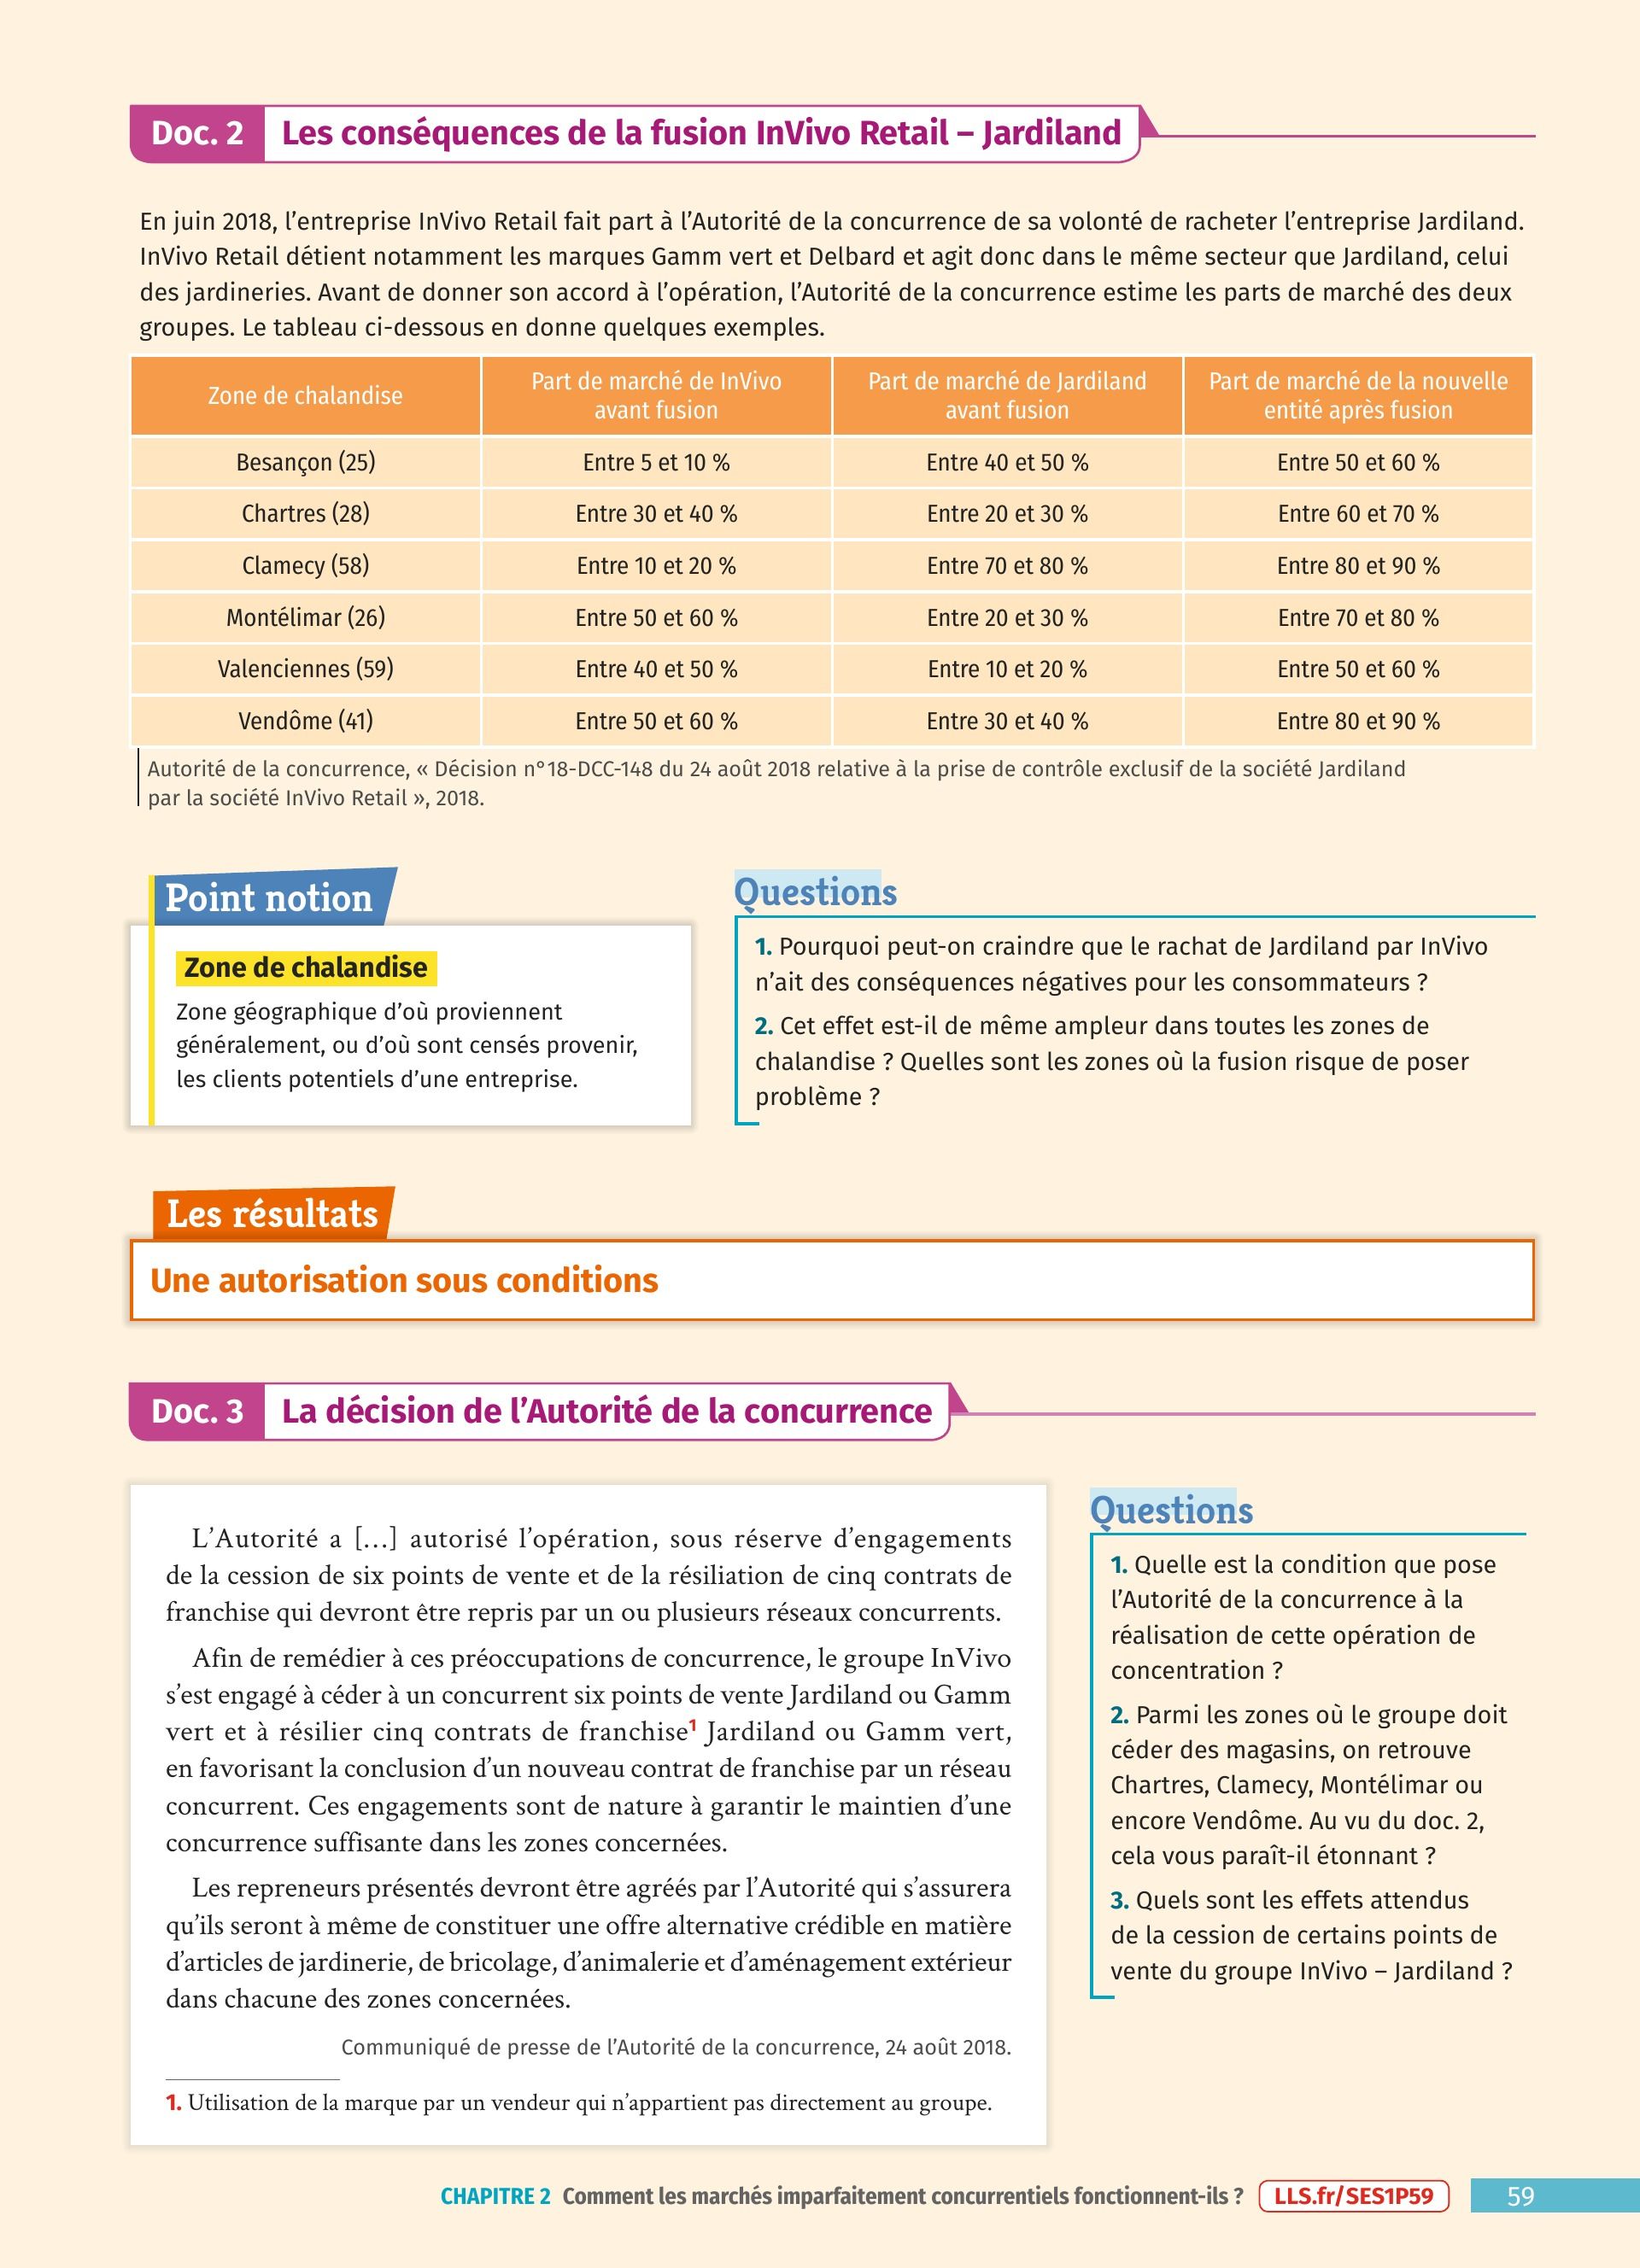 Doc. 2 Les conséquences de la fusion InVivo Retail – Jardiland
En juin 2018, l’entreprise InVivo Retail fait part à l’Autorité de la concurrence de sa volonté de racheter l’entreprise Jardiland.
InVivo Retail détient notamment les marques Gamm vert et Delbard et agit donc dans le même secteur que Jardiland, celui
des jardineries. Avant de donner son accord à l’opération, l’Autorité de la concurrence estime les parts de marché des deux
groupes. Le tableau ci-dessous en donne quelques exemples.
Zone de chalandise
Part de marché de InVivo
avant fusion
Part de marché de Jardiland
avant fusion
Part de marché de la nouvelle
entité après fusion
Besançon (25) Entre 5 et 10 % Entre 40 et 50 % Entre 50 et 60 %
Chartres (28) Entre 30 et 40 % Entre 20 et 30 % Entre 60 et 70 %
Clamecy (58) Entre 10 et 20 % Entre 70 et 80 % Entre 80 et 90 %
Montélimar (26) Entre 50 et 60 % Entre 20 et 30 % Entre 70 et 80 %
Valenciennes (59) Entre 40 et 50 % Entre 10 et 20 % Entre 50 et 60 %
Vendôme (41) Entre 50 et 60 % Entre 30 et 40 % Entre 80 et 90 %
Autorité de la concurrence, « Décision n°18-DCC-148 du 24 août 2018 relative à la prise de contrôle exclusif de la société Jardiland
par la société InVivo Retail », 2018.
Point notion
Zone de chalandise
Zone géographique d’où proviennent
généralement, ou d’où sont censés provenir,
les clients potentiels d’une entreprise.
Questions
1. Pourquoi peut-on craindre que le rachat de Jardiland par InVivo
n’ait des conséquences négatives pour les consommateurs ?
2. Cet effet est-il de même ampleur dans toutes les zones de
chalandise ? Quelles sont les zones où la fusion risque de poser
problème ?
Les résultats
Une autorisation sous conditions
Doc. 3 La décision de l’Autorité de la concurrence
L’Autorité a […] autorisé l’opération, sous réserve d’engagements
de la cession de six points de vente et de la résiliation de cinq contrats de
franchise qui devront être repris par un ou plusieurs réseaux concurrents.
Afin de remédier à ces préoccupations de concurrence, le groupe InVivo
s’est engagé à céder à un concurrent six points de vente Jardiland ou Gamm
vert et à résilier cinq contrats de franchise1 Jardiland ou Gamm vert,
en favorisant la conclusion d’un nouveau contrat de franchise par un réseau
concurrent. Ces engagements sont de nature à garantir le maintien d’une
concurrence suffisante dans les zones concernées.
Les repreneurs présentés devront être agréés par l’Autorité qui s’assurera
qu’ils seront à même de constituer une offre alternative crédible en matière
d’articles de jardinerie, de bricolage, d’animalerie et d’aménagement extérieur
dans chacune des zones concernées.
Communiqué de presse de l’Autorité de la concurrence, 24 août 2018.
1. Utilisation de la marque par un vendeur qui n’appartient pas directement au groupe.
Questions
1. Quelle est la condition que pose
l’Autorité de la concurrence à la
réalisation de cette opération de
concentration ?
2. Parmi les zones où le groupe doit
céder des magasins, on retrouve
Chartres, Clamecy, Montélimar ou
encore Vendôme. Au vu du doc. 2,
cela vous paraît-il étonnant ?
3. Quels sont les effets attendus
de la cession de certains points de
vente du groupe InVivo – Jardiland ?
CHAPITRE 2 Comment les marchés imparfaitement concurrentiels fonctionnent-ils ? LLS.fr/SES1P59 59